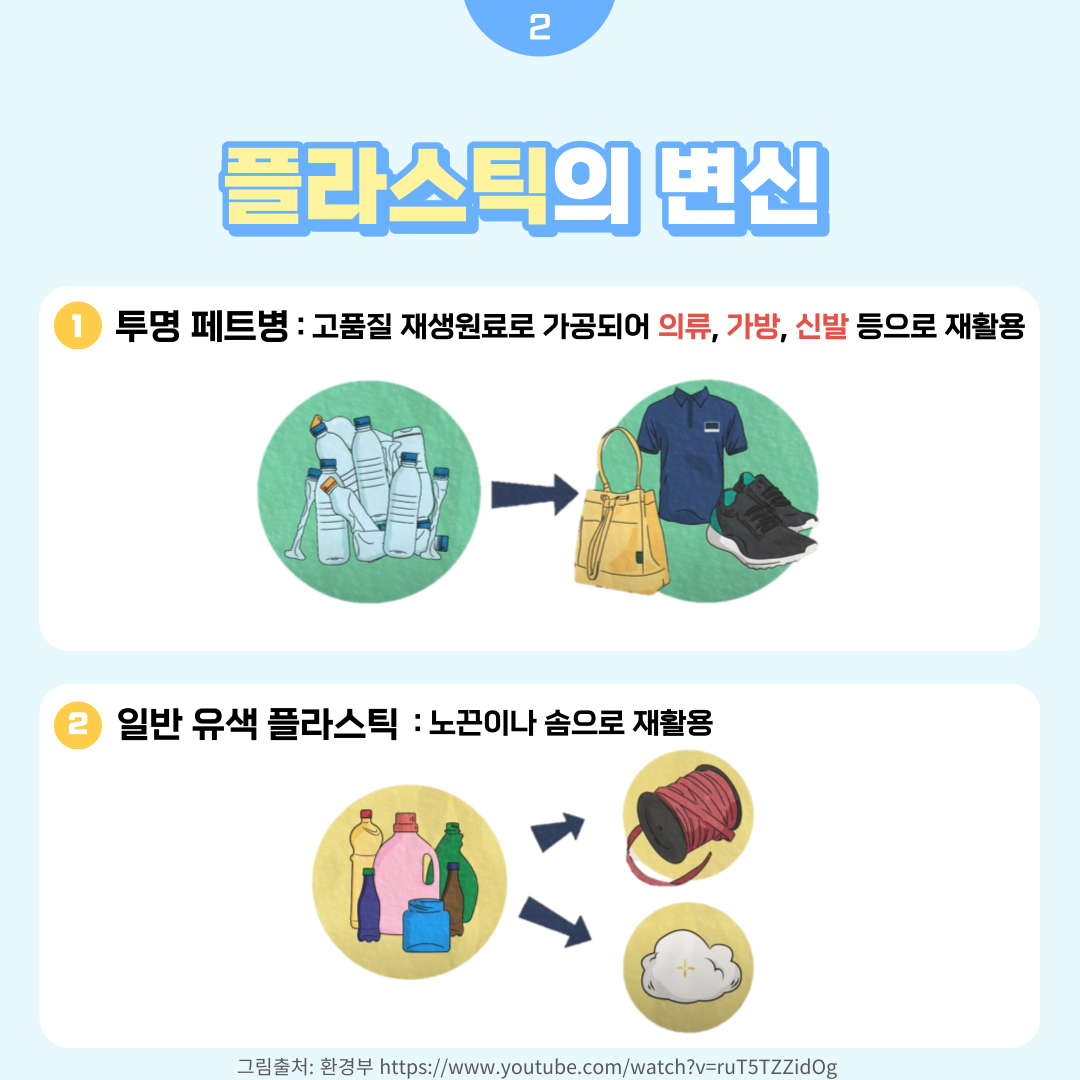 2
플라스틱의 변신
1 투명 페트병 : 고품질 재생원료로 가공되어 의류, 가방, 신발 등으로 재활용
2 일반 유색 플라스틱 : 노끈이나 솜으로 재활용
그림출처: 환경부 https://www.youtube.com/watch?v=ruT5TZZidOg